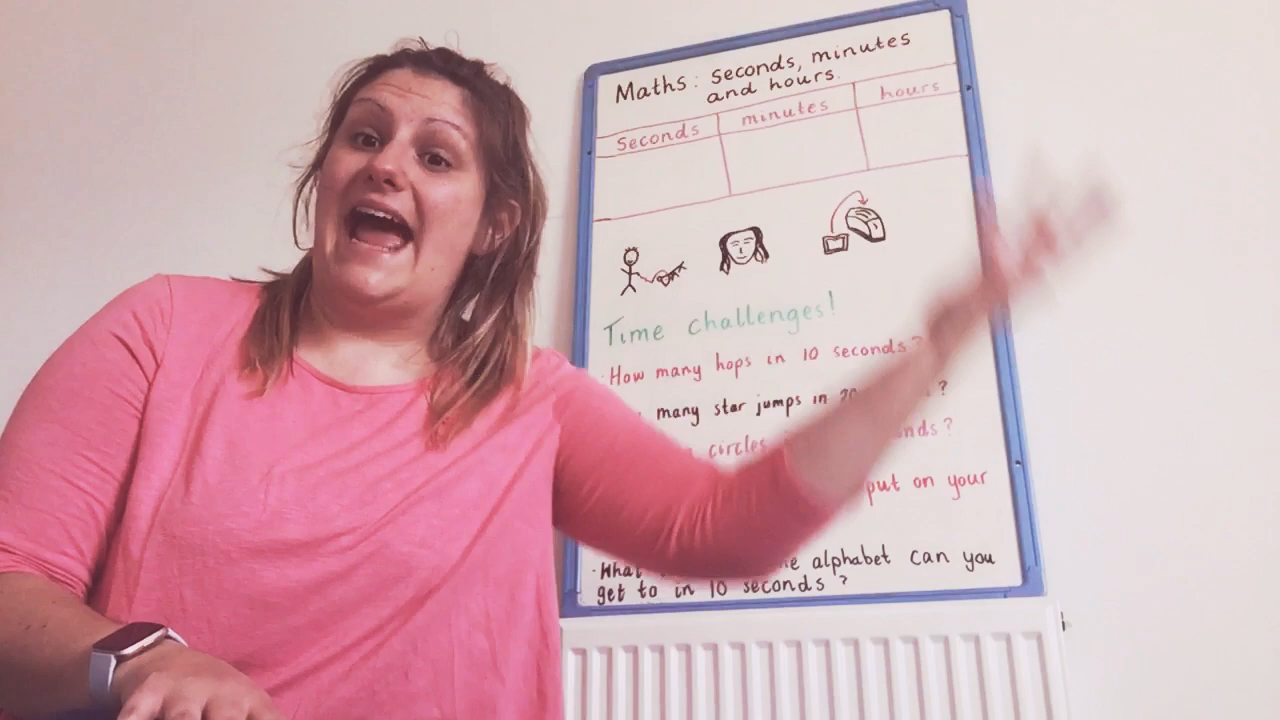 Maths: seconds, minutes
and hours.
seconds minutes hours
Time challenges!
· How many hops in 10 seconds?
many star jumps in ?
circles ?
put on your
· What alphabet can you
get to in 10 seconds?